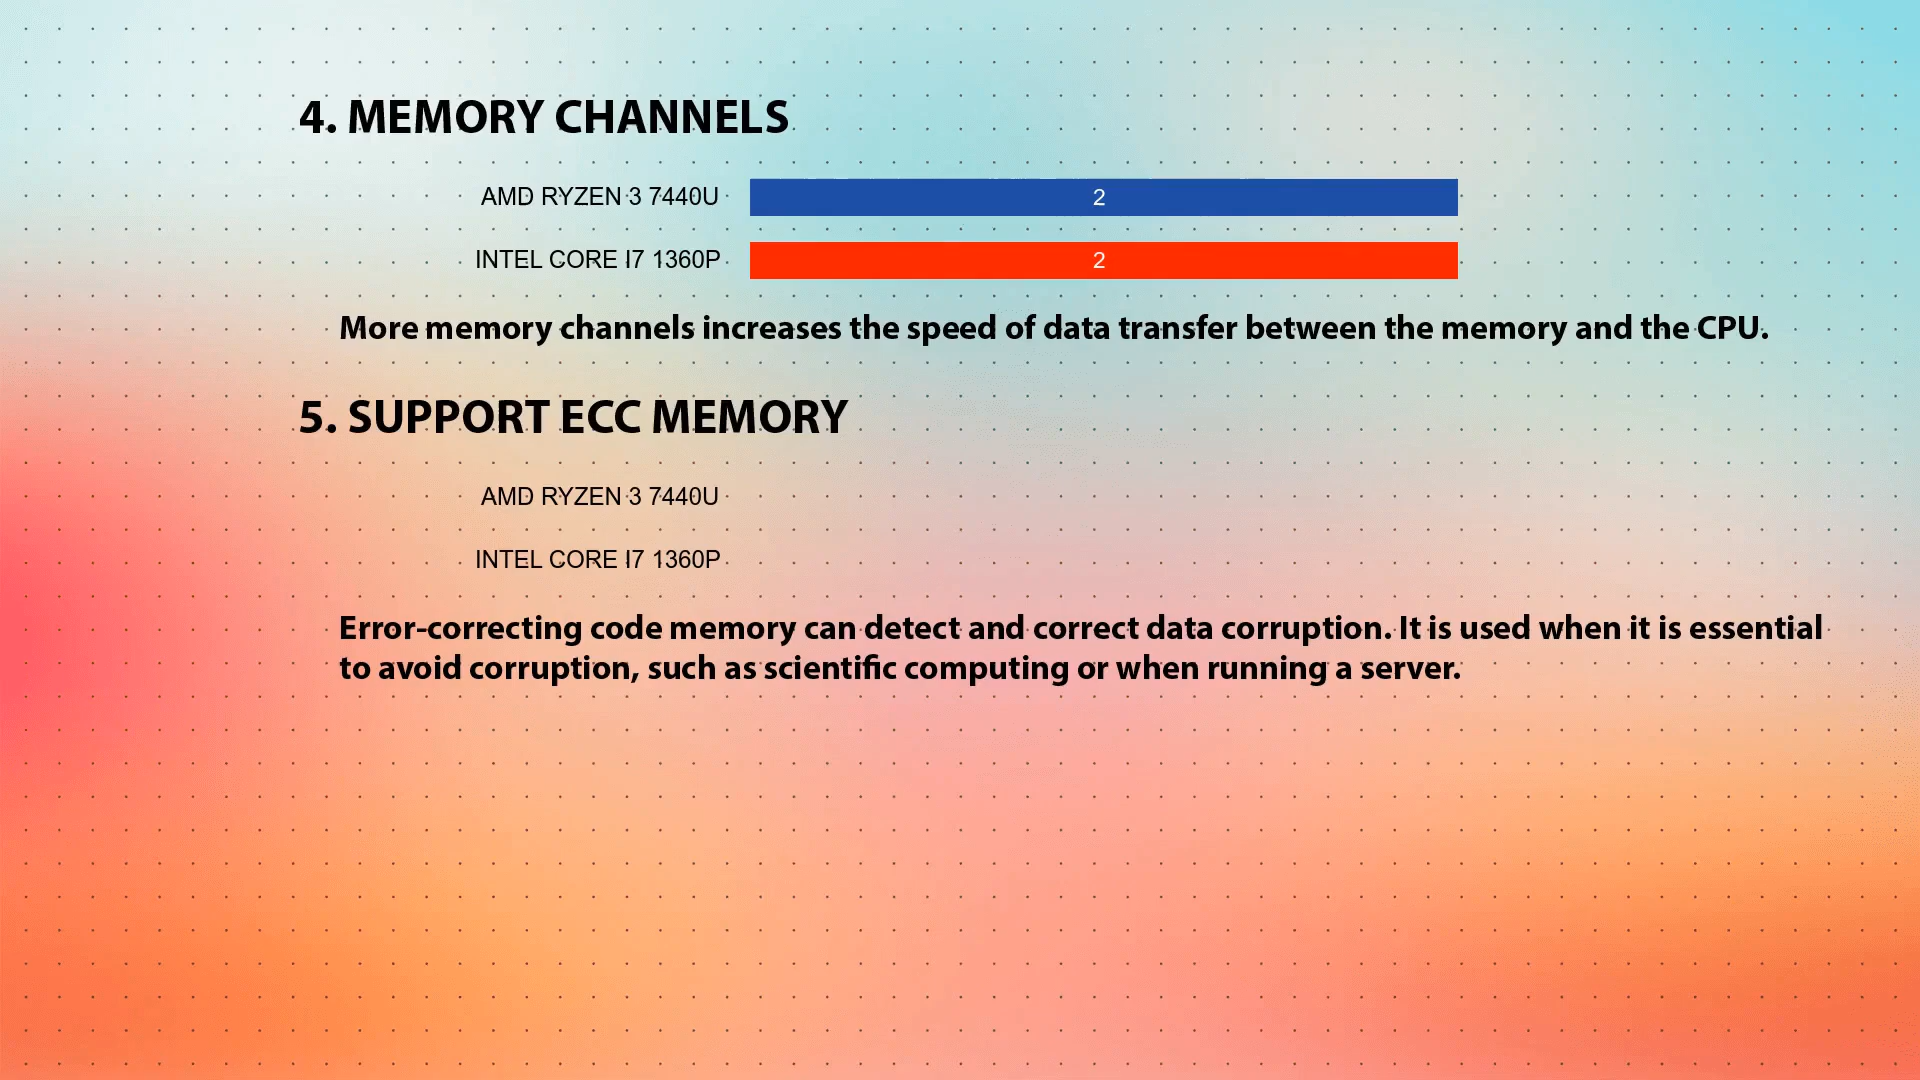 4. MEMORY CHANNELS
AMD RYZEN 3 7440U
2
INTEL CORE I7 1360P
2
More memory channels increases the speed of data transfer between the memory and the CPU.
5. SUPPORT ECC MEMORY
AMD RYZEN 3 7440U
INTEL CORE I7 1360P
Error-correcting code memory can detect and correct data corruption. It is used when it is essential
to avoid corruption, such as scientific computing or when running a server.